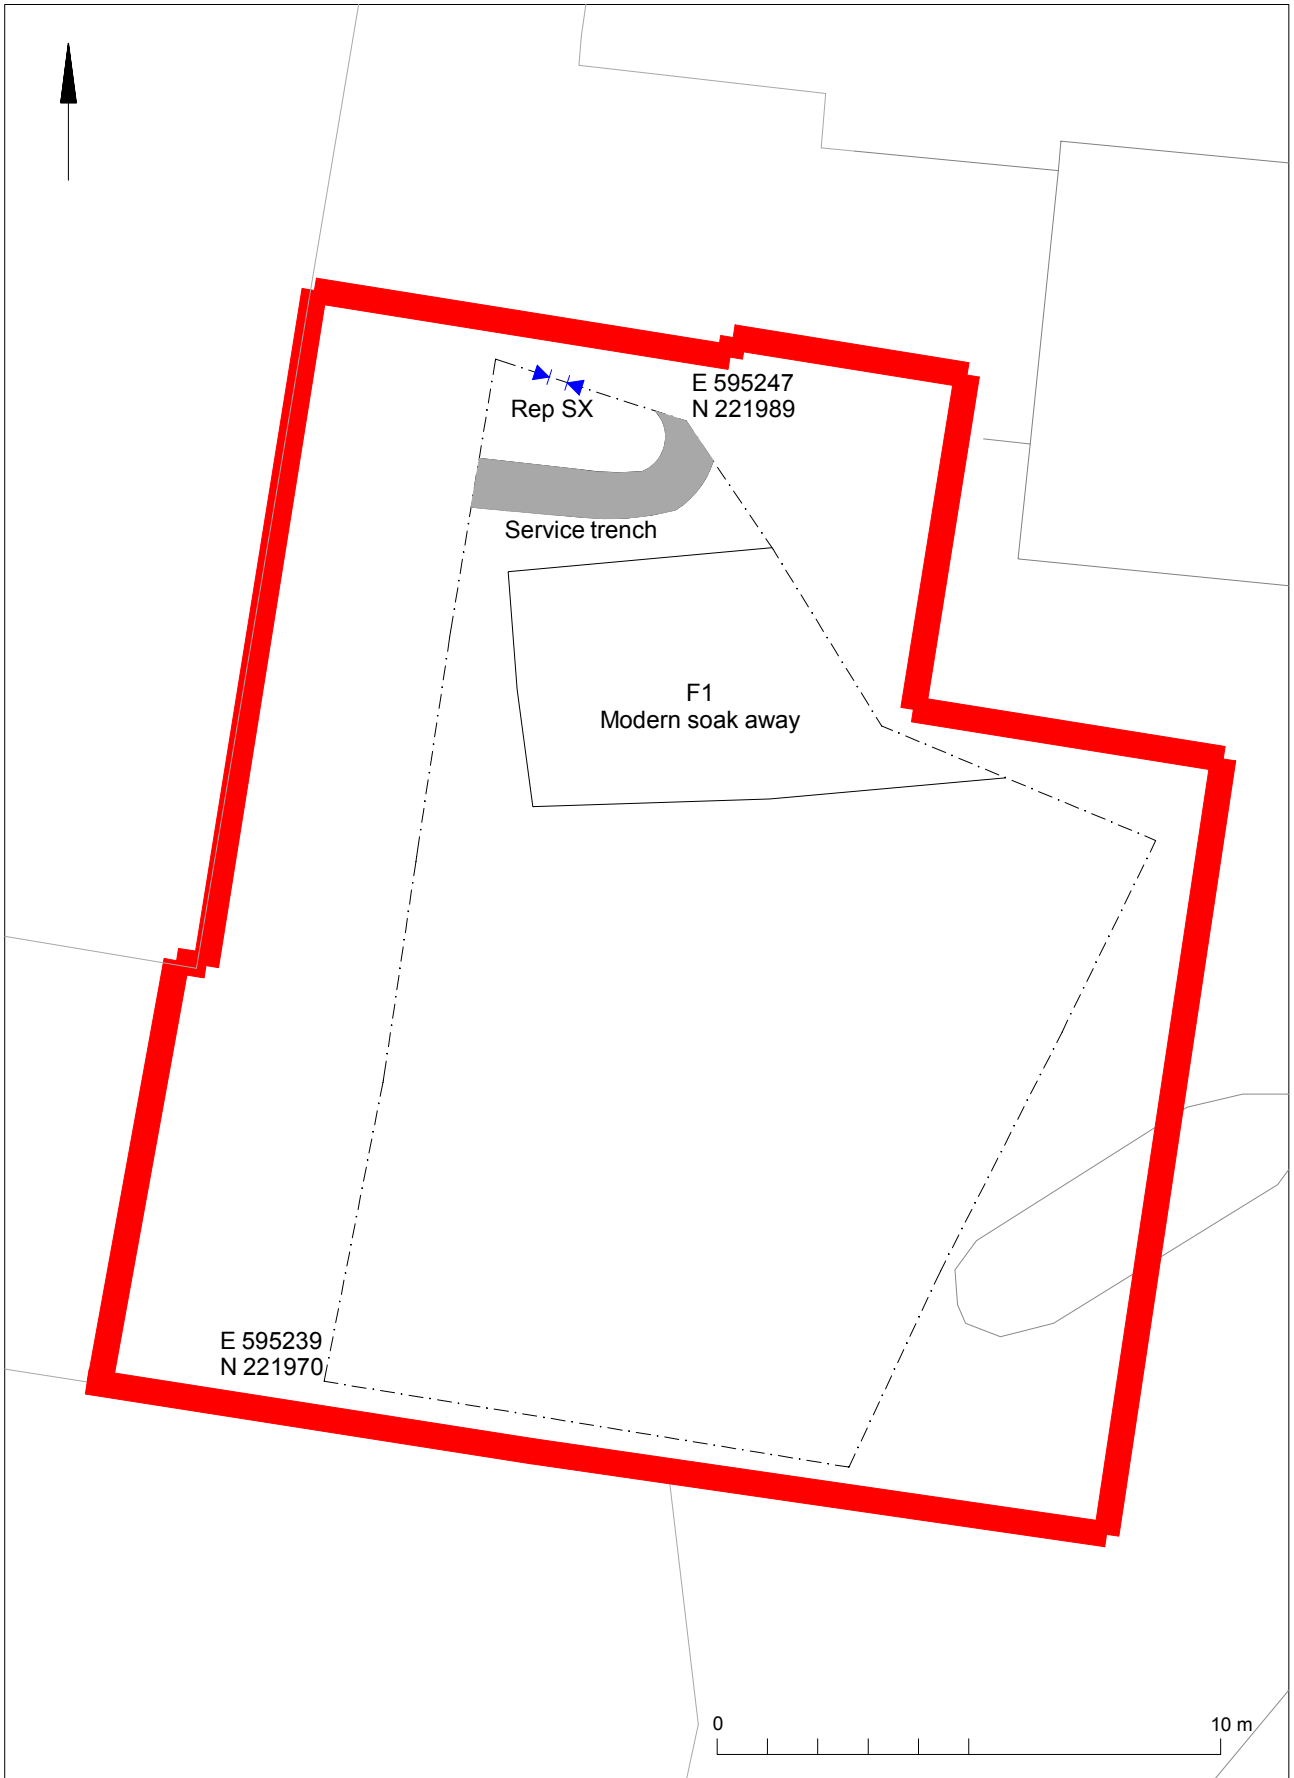 E 595247
N 221989
Rep SX
Service trench
F1
Modern soak away
E 595239
N 221970
0
10 m